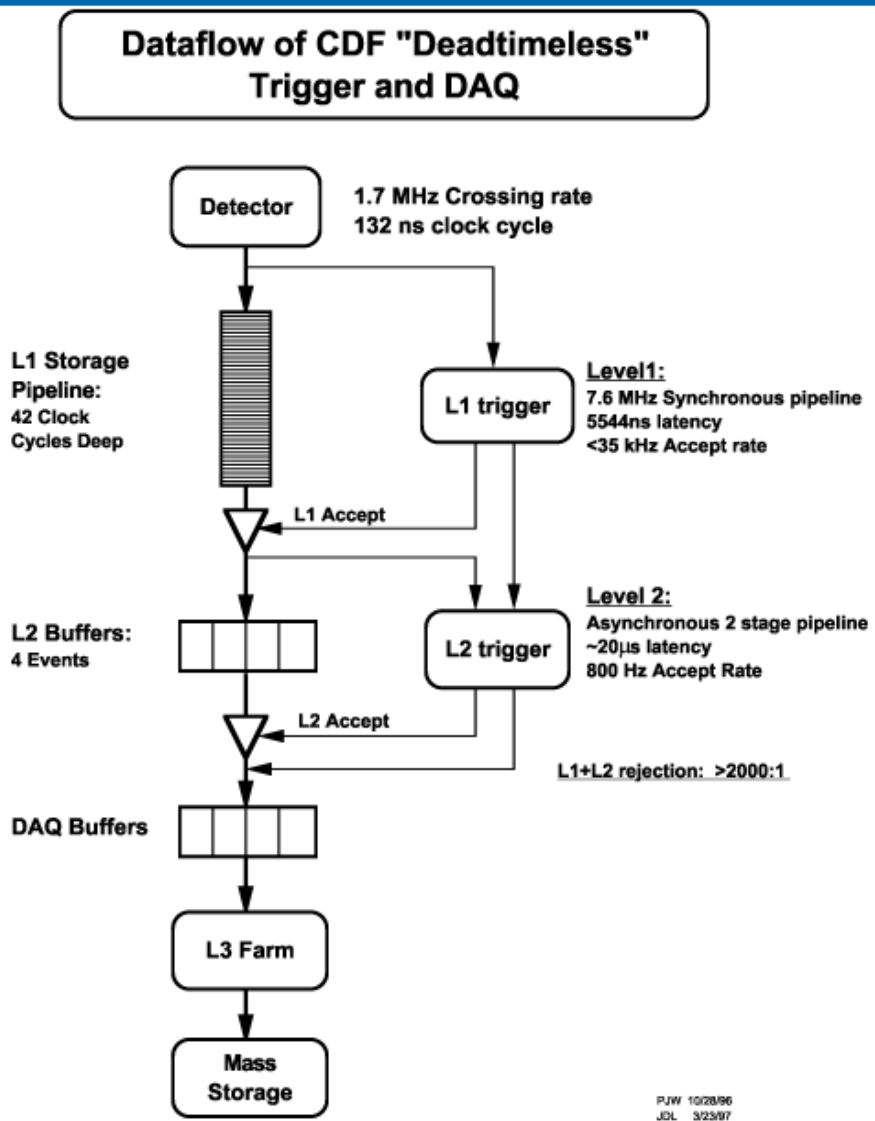 Dataflow of CDF "Deadtimeless"
Trigger and DAQ
Detector
1.7 MHz Crossing rate
132 ns clock cycle
L1 Storage
Pipeline:
42 Clock
Cycles Deep
L1 trigger
Level1:
7.6 MHz Synchronous pipeline
5544ns latency
<35 kHz Accept rate
L1 Accept
L2 Buffers:
4 Events
L2 trigger
Level 2:
Asynchronous 2 stage pipeline
~20µs latency
800 Hz Accept Rate
L2 Accept
L1+L2 rejection: >2000:1
DAQ Buffers
L3 Farm
Mass
Storage
PJW 10/28/96
JDL 3/23/97